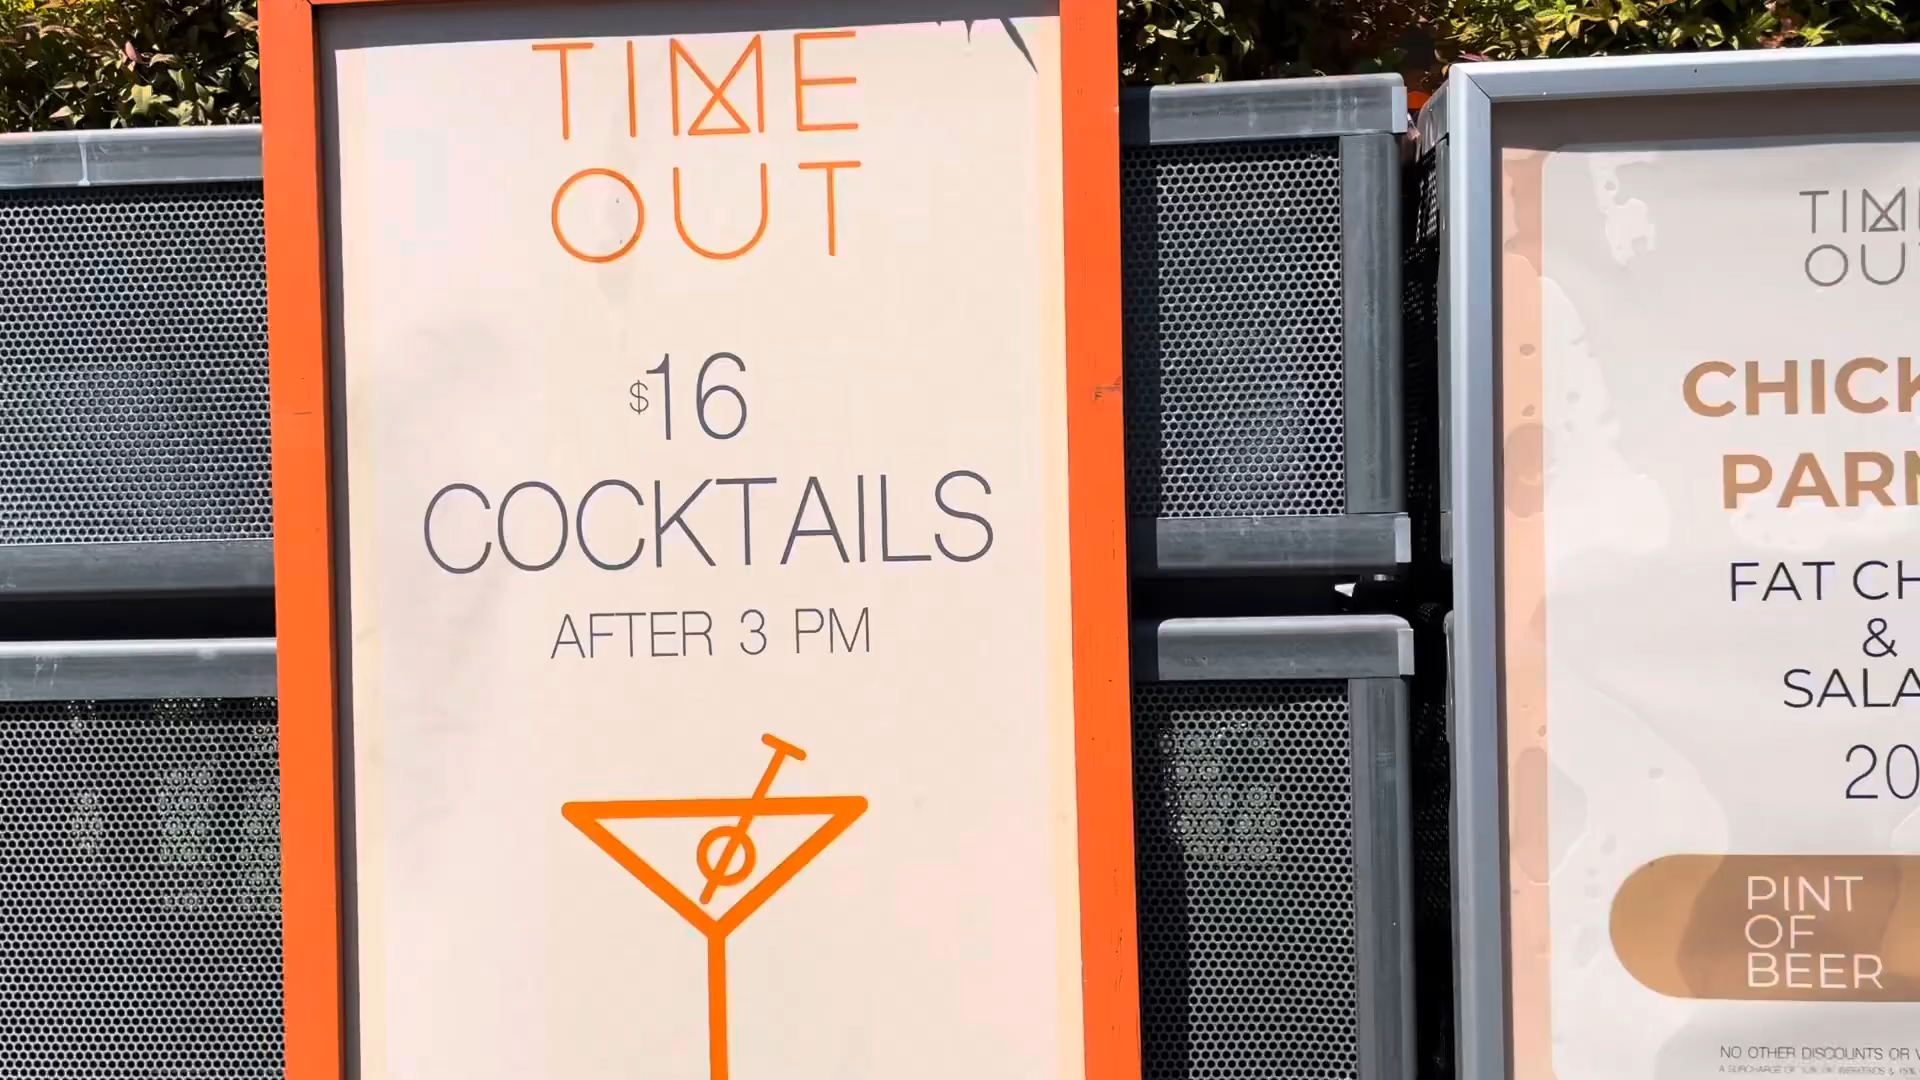 TIME
OUT
$16
COCKTAILS
AFTER 3 PM
TIM
OU
CHICK
PAR
FAT CH
&
SALA
20
PINT
OF
BEER
NO OTHER DISCOUNTS OR